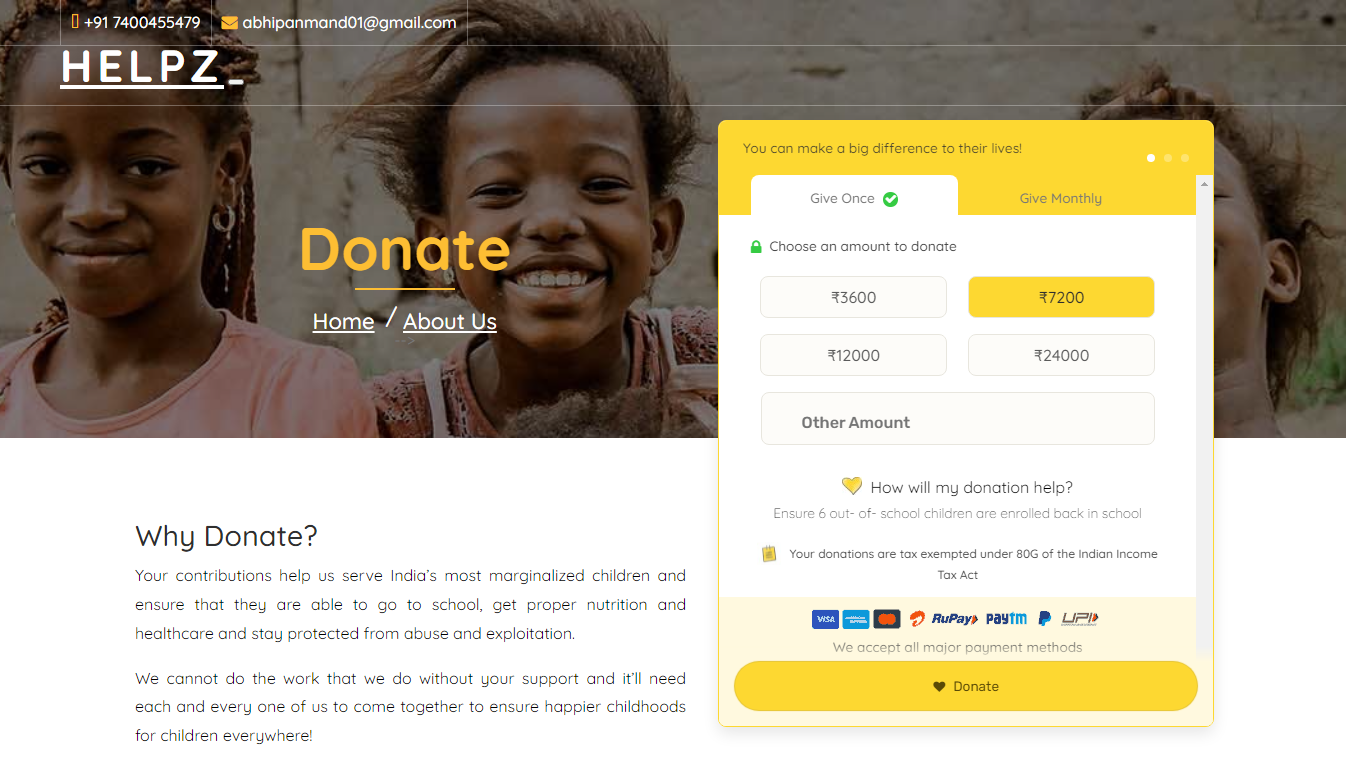 +91 7400455479 abhipanmand01@gmail.com
HELPZ_
Donate
Home / About Us
-->
You can make a big difference to their lives!
Give Once Give Monthly
Choose an amount to donate
₹3600 ₹7200
₹12000 ₹24000
Other Amount
How will my donation help?
Ensure 6 out- of- school children are enrolled back in school
Your donations are tax exempted under 80G of the Indian Income
Tax Act
VISA RuPay paytm UPI
We accept all major payment methods
Donate
Why Donate?
Your contributions help us serve India’s most marginalized children and
ensure that they are able to go to school, get proper nutrition and
healthcare and stay protected from abuse and exploitation.
We cannot do the work that we do without your support and it’ll need
each and every one of us to come together to ensure happier childhoods
for children everywhere!